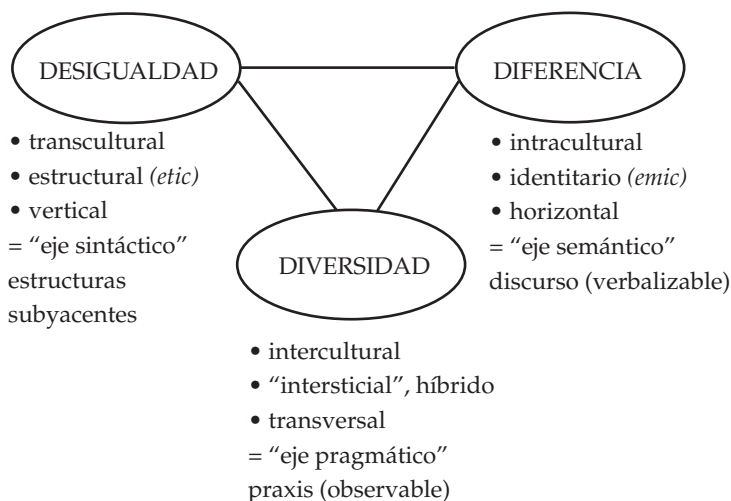 DESIGUALDAD
• transcultural
• estructural (etic)
• vertical
= “eje sintáctico”
estructuras
subyacentes
DIFERENCIA
• intracultural
• identitario (emic)
• horizontal
= “eje semántico”
discurso (verbalizable)
DIVERSIDAD
• intercultural
• “intersticial”, híbrido
• transversal
= “eje pragmático”
praxis (observable)